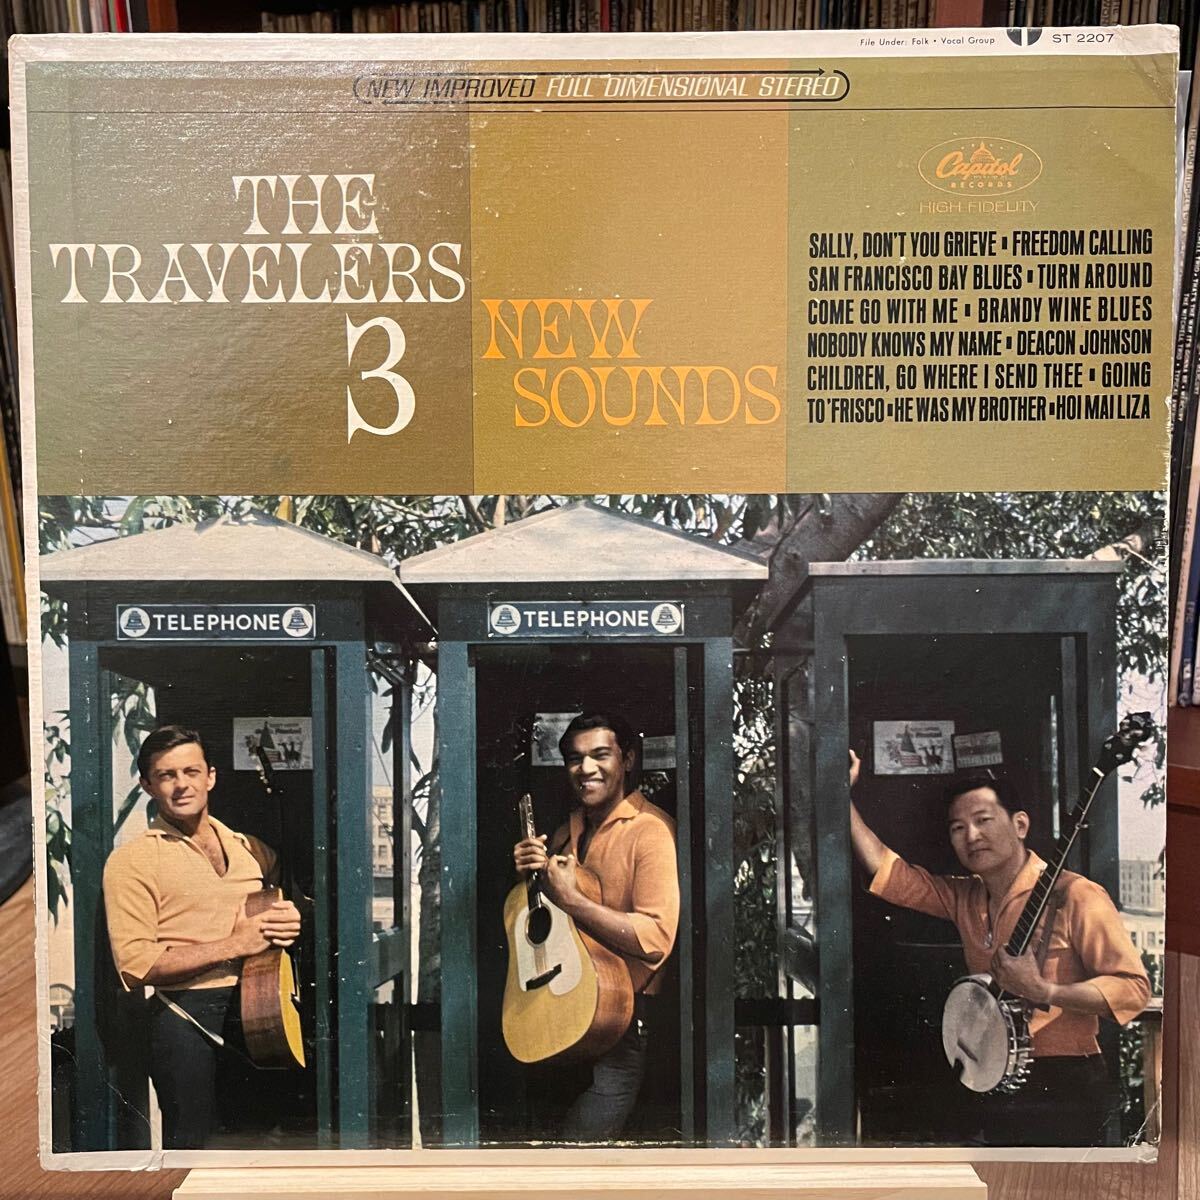 File Under: Folk • Vocal Group
ST 2207
NEW IMPROVED FULL DIMENSIONAL STEREO
THE
TRAVELERS
3
NEW
SOUNDS
Capitol
RECORDS
HIGH FIDELITY
SALLY, DON'T YOU GRIEVE ▪ FREEDOM CALLING
SAN FRANCISCO BAY BLUES ▪ TURN AROUND
COME GO WITH ME ▪ BRANDY WINE BLUES
NOBODY KNOWS MY NAME ▪ DEACON JOHNSON
CHILDREN, GO WHERE I SEND THEE ▪ GOING
TO 'FRISCO ▪ HE WAS MY BROTHER ▪ HOI MAI LIZA
TELEPHONE
TELEPHONE